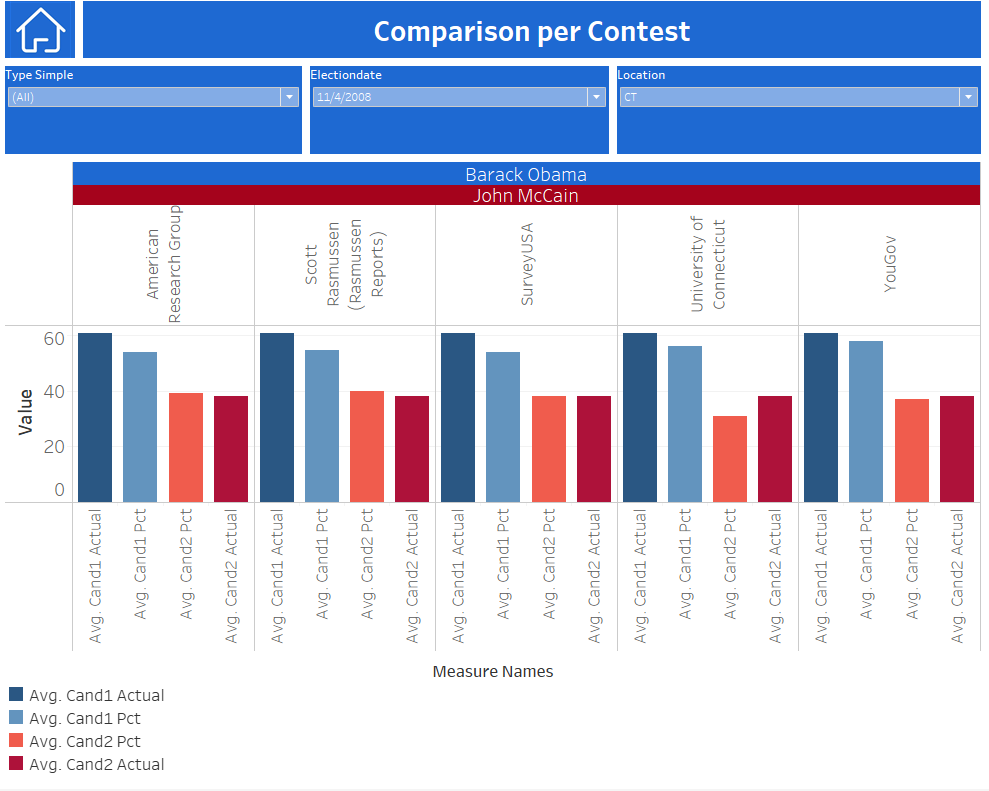 Comparison per Contest
Type Simple
Electiondate
Location
(All)
11/4/2008
CT
Barack Obama
John McCain
American
Research Group
Scott
Rasmussen
(Rasmussen
Reports)
SurveyUSA
University of
Connecticut
YouGov
Value
60
40
20
0
Avg. Cand1 Actual
Avg. Cand1 Pct
Avg. Cand2 Pct
Avg. Cand2 Actual
Avg. Cand1 Actual
Avg. Cand1 Pct
Avg. Cand2 Pct
Avg. Cand2 Actual
Avg. Cand1 Actual
Avg. Cand1 Pct
Avg. Cand2 Pct
Avg. Cand2 Actual
Avg. Cand1 Actual
Avg. Cand1 Pct
Avg. Cand2 Pct
Avg. Cand2 Actual
Avg. Cand1 Actual
Avg. Cand1 Pct
Avg. Cand2 Pct
Avg. Cand2 Actual
Measure Names
Avg. Cand1 Actual
Avg. Cand1 Pct
Avg. Cand2 Pct
Avg. Cand2 Actual